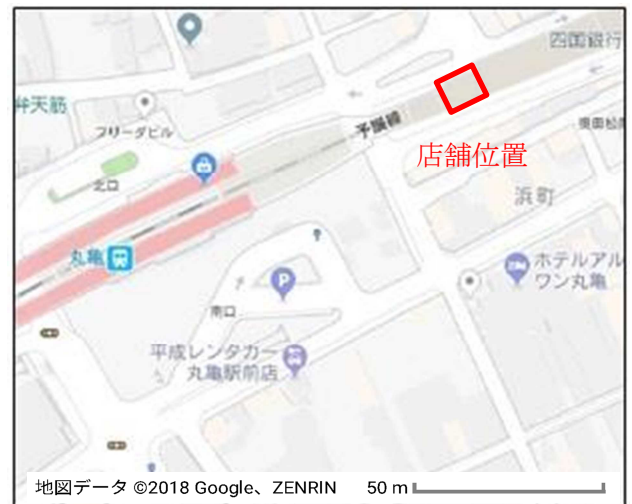 四国銀行
弁天筋
フリーダビル
予讃線
店舗位置
北口
浜町
丸亀
ホテルアル
ワン丸亀
P
南口
平成レンタカー
丸亀駅前店
地図データ ©2018 Google、ZENRIN 50 m